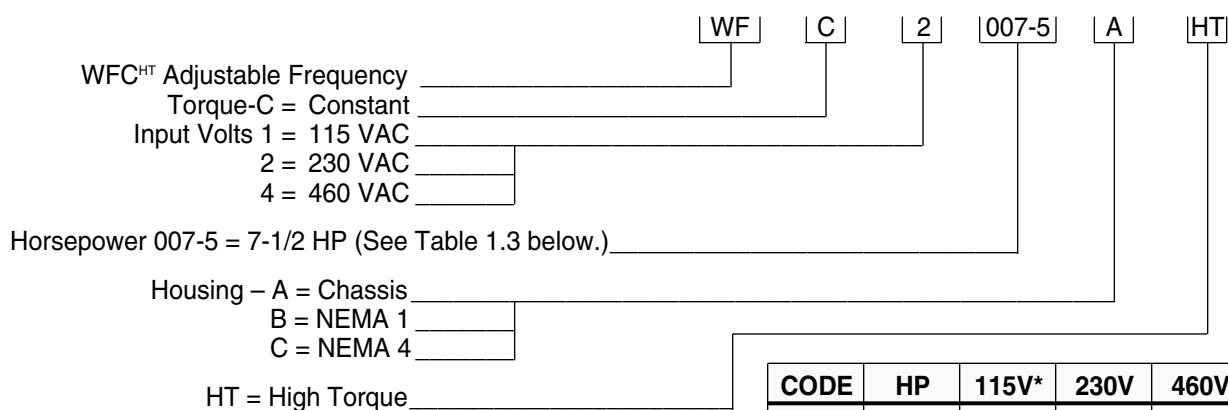 WF C 2 007-5 A HT
WFCHT Adjustable Frequency
Torque-C = Constant
Input Volts 1 = 115 VAC
2 = 230 VAC
4 = 460 VAC
Horsepower 007-5 = 7-1/2 HP (See Table 1.3 below.)
Housing – A = Chassis
B = NEMA 1
C = NEMA 4
HT = High Torque
CODE HP 115V* 230V 460V